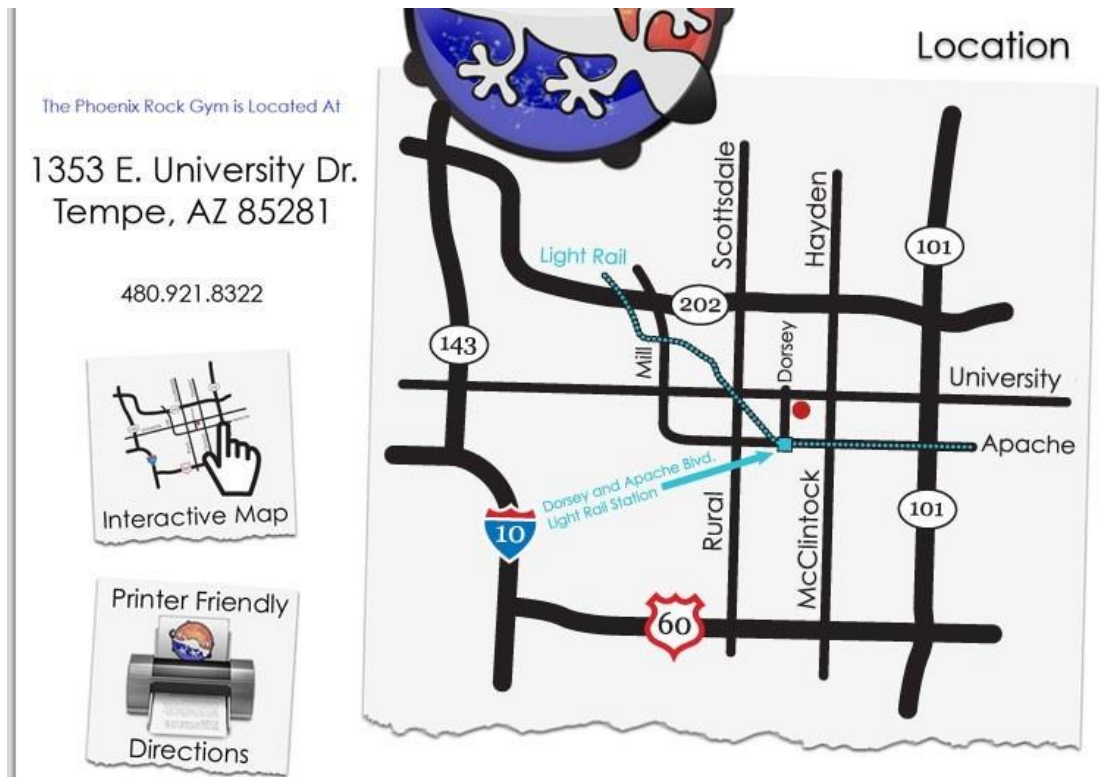 Location
The Phoenix Rock Gym is Located At
1353 E. University Dr.
Tempe, AZ 85281
480.921.8322
Interactive Map
Printer Friendly
Directions
Scottsdale
Hayden
101
Light Rail
202
143
Mill
Dorsey
University
Apache
Dorsey and Apache Blvd.
Light Rail Station
Rural
McClintock
101
10
60